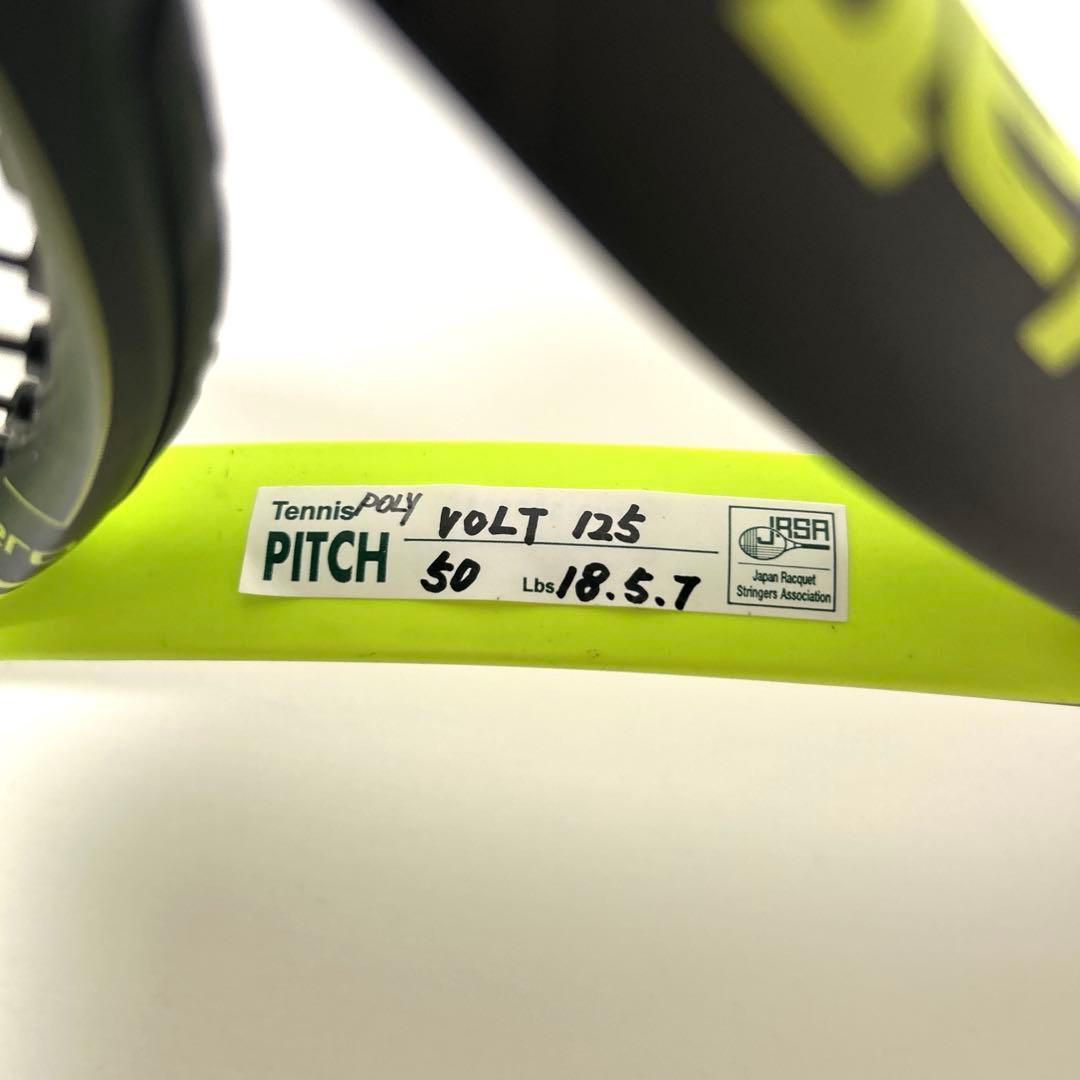 Tennis POLY VOLT 125
PITCH 50 Lbs 18.5.7
JRSA
Japan Racquet
Stringers Association